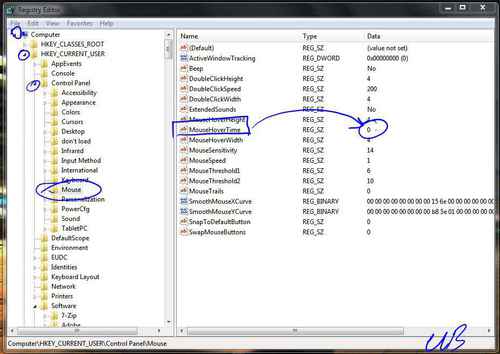 Registry Editor
File Edit View Favorites Help
Computer
HKEY_CLASSES_ROOT
HKEY_CURRENT_USER
AppEvents
Console
Control Panel
Accessibility
Appearance
Colors
Cursors
Desktop
don't load
Infrared
Input Method
International
Keyboard
Mouse
Personalization
PowerCfg
Sound
TabletPC
DefaultScope
Environment
EUDC
Identities
Keyboard Layout
Network
Printers
Software
7-Zip
Adobe
Name Type Data
(Default) REG_SZ (value not set)
ActiveWindowTracking REG_DWORD 0x00000000 (0)
Beep REG_SZ No
DoubleClickHeight REG_SZ 4
DoubleClickSpeed REG_SZ 200
DoubleClickWidth REG_SZ 4
ExtendedSounds REG_SZ No
MouseHoverHeight REG_SZ 4
MouseHoverTime REG_SZ 0
MouseHoverWidth REG_SZ 4
MouseSensitivity REG_SZ 14
MouseSpeed REG_SZ 1
MouseThreshold1 REG_SZ 6
MouseThreshold2 REG_SZ 10
MouseTrails REG_SZ 0
SmoothMouseXCurve REG_BINARY 00 00 00 00 00 00 00 00 15 6e 00 00 00 00 00
SmoothMouseYCurve REG_BINARY 00 00 00 00 00 00 00 00 b8 5e 01 00 00 00 00
SnapToDefaultButton REG_SZ 0
SwapMouseButtons REG_SZ 0
Computer\HKEY_CURRENT_USER\Control Panel\Mouse